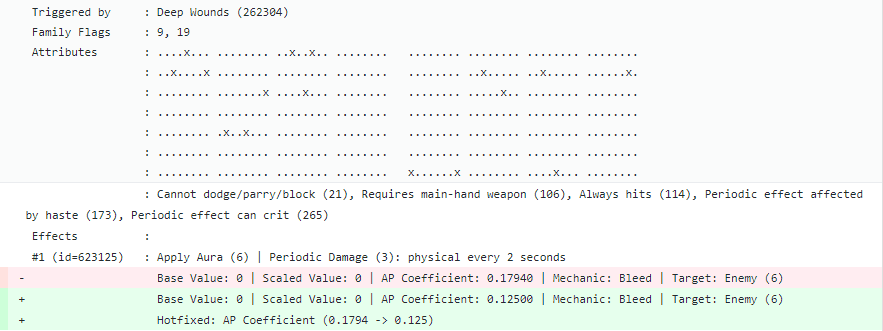 Triggered by : Deep Wounds (262304)
Family Flags : 9, 19
Attributes : ....x... ........ ..x..x.. ........ ........ ........ ........ ........
: ..x....x ........ ........ ........ ........ ..x..... ..x..... ......x.
: ........ .......x ....x... ........ ........ ....x... ........ ........
: ........ ........ ........ ........ ........ ........ ........ ........
: ........ .x..x... ........ ........ ........ ........ ........ ........
: ........ ........ ........ ........ ........ ........ ........ ........
: ........ ........ ........ ........ x.....x. ........ ...x.... ........
: Cannot dodge/parry/block (21), Requires main-hand weapon (106), Always hits (114), Periodic effect affected
by haste (173), Periodic effect can crit (265)
Effects :
#1 (id=623125) : Apply Aura (6) | Periodic Damage (3): physical every 2 seconds
- Base Value: 0 | Scaled Value: 0 | AP Coefficient: 0.17940 | Mechanic: Bleed | Target: Enemy (6)
+ Base Value: 0 | Scaled Value: 0 | AP Coefficient: 0.12500 | Mechanic: Bleed | Target: Enemy (6)
+ Hotfixed: AP Coefficient (0.1794 -> 0.125)